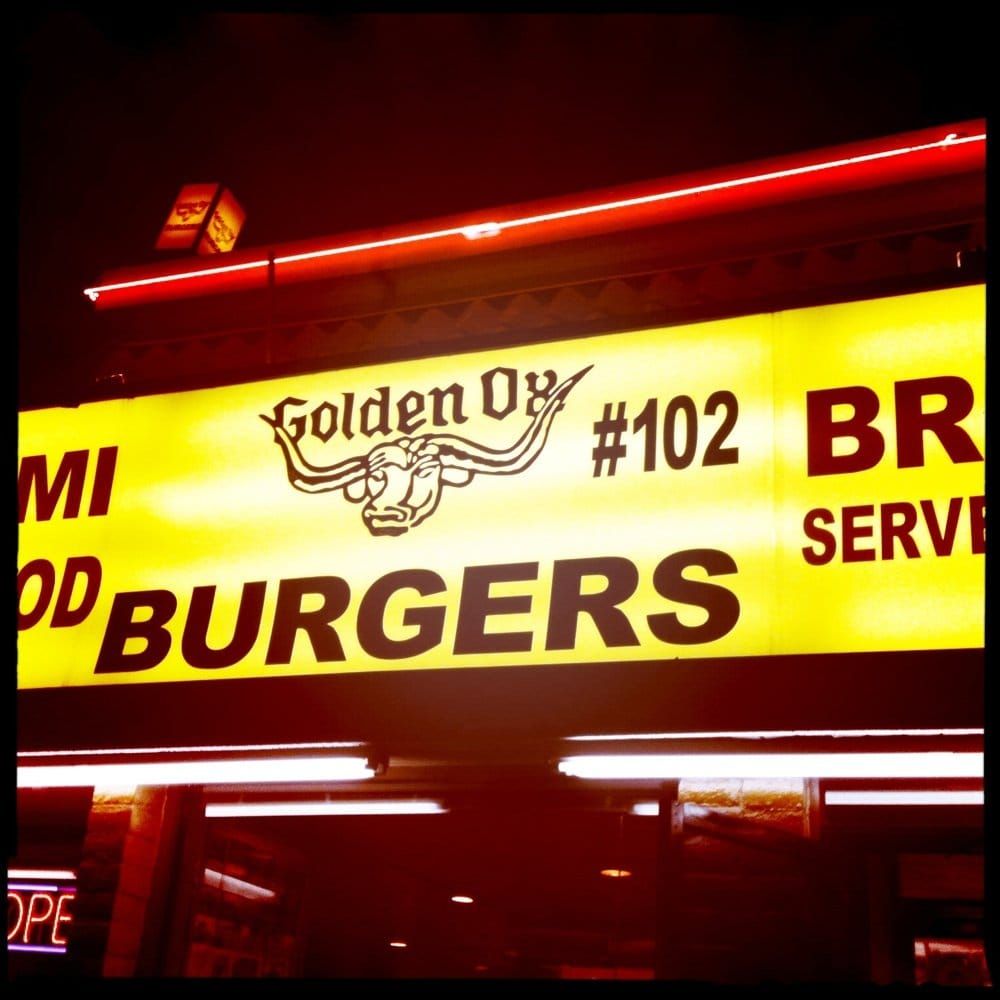 Golden Ox
#102
BURGERS
MI
OD
BR
SERVE
OPE